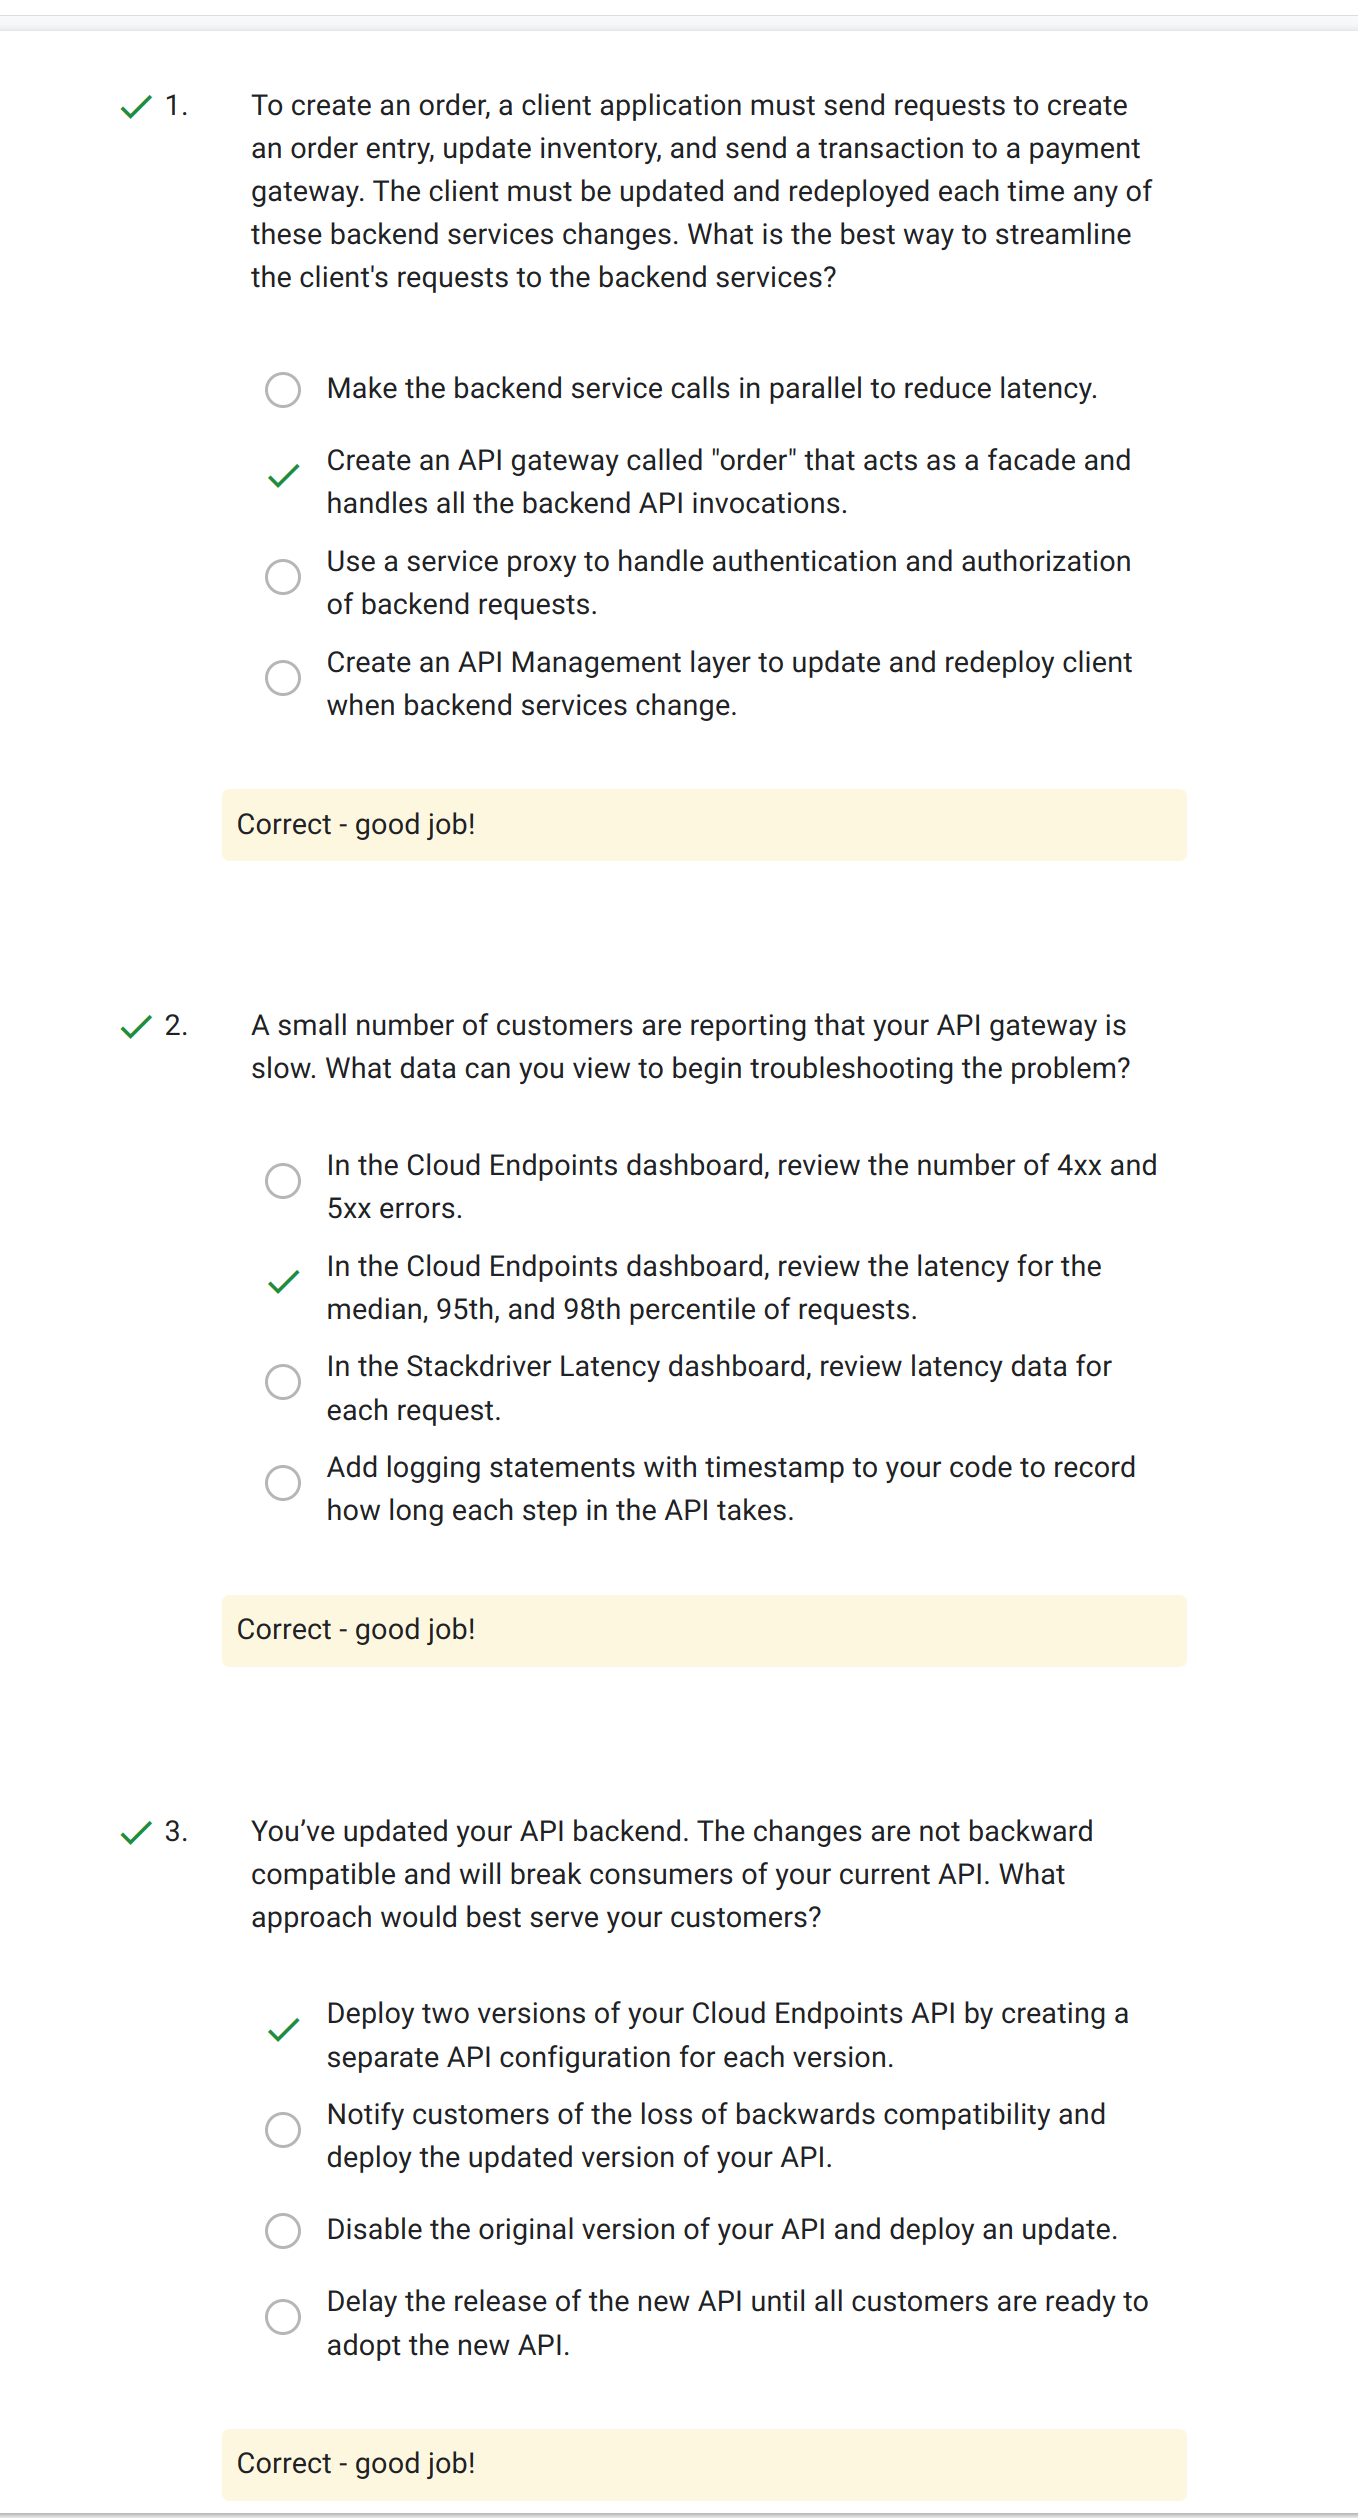 1. To create an order, a client application must send requests to create
an order entry, update inventory, and send a transaction to a payment
gateway. The client must be updated and redeployed each time any of
these backend services changes. What is the best way to streamline
the client's requests to the backend services?
Make the backend service calls in parallel to reduce latency.
Create an API gateway called "order" that acts as a facade and
handles all the backend API invocations.
Use a service proxy to handle authentication and authorization
of backend requests.
Create an API Management layer to update and redeploy client
when backend services change.
Correct - good job!
2. A small number of customers are reporting that your API gateway is
slow. What data can you view to begin troubleshooting the problem?
In the Cloud Endpoints dashboard, review the number of 4xx and
5xx errors.
In the Cloud Endpoints dashboard, review the latency for the
median, 95th, and 98th percentile of requests.
In the Stackdriver Latency dashboard, review latency data for
each request.
Add logging statements with timestamp to your code to record
how long each step in the API takes.
Correct - good job!
3. You’ve updated your API backend. The changes are not backward
compatible and will break consumers of your current API. What
approach would best serve your customers?
Deploy two versions of your Cloud Endpoints API by creating a
separate API configuration for each version.
Notify customers of the loss of backwards compatibility and
deploy the updated version of your API.
Disable the original version of your API and deploy an update.
Delay the release of the new API until all customers are ready to
adopt the new API.
Correct - good job!